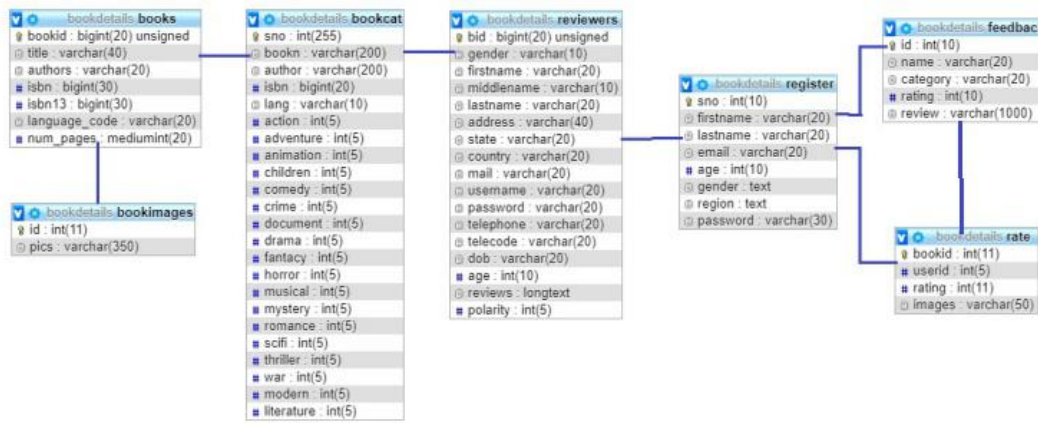 bookdetails books
bookid : bigint(20) unsigned
title : varchar(40)
authors : varchar(20)
isbn : bigint(30)
isbn13 : bigint(30)
language_code : varchar(20)
num_pages : mediumint(20)
bookdetails bookimages
id : int(11)
pics : varchar(350)
bookdetails bookcat
sno : int(255)
bookn : varchar(200)
author : varchar(200)
isbn : bigint(20)
lang : varchar(10)
action : int(5)
adventure : int(5)
animation : int(5)
children : int(5)
comedy : int(5)
crime : int(5)
document : int(5)
drama : int(5)
fantacy : int(5)
horror : int(5)
musical : int(5)
mystery : int(5)
romance : int(5)
scifi : int(5)
thriller : int(5)
war : int(5)
modern : int(5)
literature : int(5)
bookdetails reviewers
bid : bigint(20) unsigned
gender : varchar(10)
firstname : varchar(20)
middlename : varchar(10)
lastname : varchar(20)
address : varchar(40)
state : varchar(20)
country : varchar(20)
mail : varchar(20)
username : varchar(20)
password : varchar(20)
telephone : varchar(20)
telecode : varchar(20)
dob : varchar(20)
age : int(10)
reviews : longtext
polarity : int(5)
bookdetails register
sno : int(10)
firstname : varchar(20)
lastname : varchar(20)
email : varchar(20)
age : int(10)
gender : text
region : text
password : varchar(30)
bookdetails feedbac
id : int(10)
name : varchar(20)
category : varchar(20)
rating : int(10)
review : varchar(1000)
bookdetails rate
bookid : int(11)
userid : int(5)
rating : int(11)
images : varchar(50)